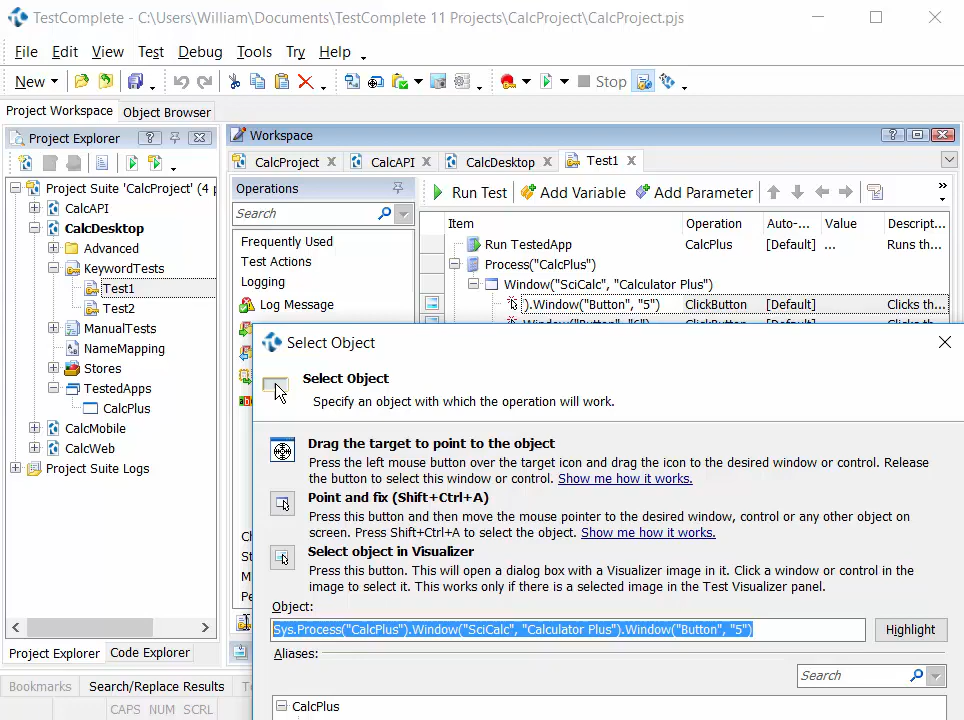 TestComplete - C:\Users\William\Documents\TestComplete 11 Projects\CalcProject\CalcProject.pjs
File Edit View Test Debug Tools Try Help
New Stop
Project Workspace Object Browser
Project Explorer
Project Suite 'CalcProject' (4 p
CalcAPI
CalcDesktop
Advanced
KeywordTests
Test1
Test2
ManualTests
NameMapping
Stores
TestedApps
CalcPlus
CalcMobile
CalcWeb
Project Suite Logs
Project Explorer Code Explorer
Bookmarks Search/Replace Results
CAPS NUM SCRL
Workspace
CalcProject CalcAPI CalcDesktop Test1
Operations
Search
Frequently Used
Test Actions
Logging
Log Message
Run Test Add Variable Add Parameter
Item Operation Auto-... Value Descript...
Run TestedApp CalcPlus [Default] ... Runs th...
Process("CalcPlus")
Window("SciCalc", "Calculator Plus")
).Window("Button", "5") ClickButton [Default] Clicks th...
Select Object
Select Object
Specify an object with which the operation will work.
Drag the target to point to the object
Press the left mouse button over the target icon and drag the icon to the desired window or control. Release
the button to select this window or control. Show me how it works.
Point and fix (Shift+Ctrl+A)
Press this button and then move the mouse pointer to the desired window, control or any other object on
screen. Press Shift+Ctrl+A to select the object. Show me how it works.
Select object in Visualizer
Press this button. This will open a dialog box with a Visualizer image in it. Click a window or control in the
image to select it. This works only if there is a selected image in the Test Visualizer panel.
Object:
Sys.Process("CalcPlus").Window("SciCalc", "Calculator Plus").Window("Button", "5") Highlight
Aliases:
Search
CalcPlus